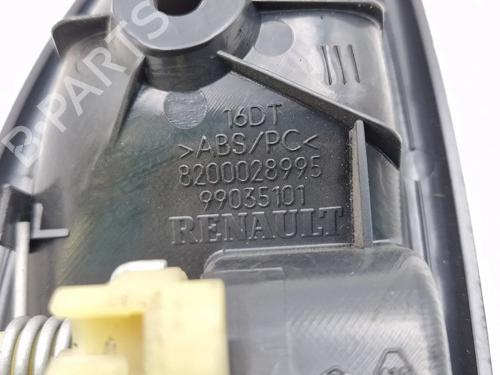 B-PARTS
16DT
>ABS/PC<
8200028995
99035101
RENAULT
L